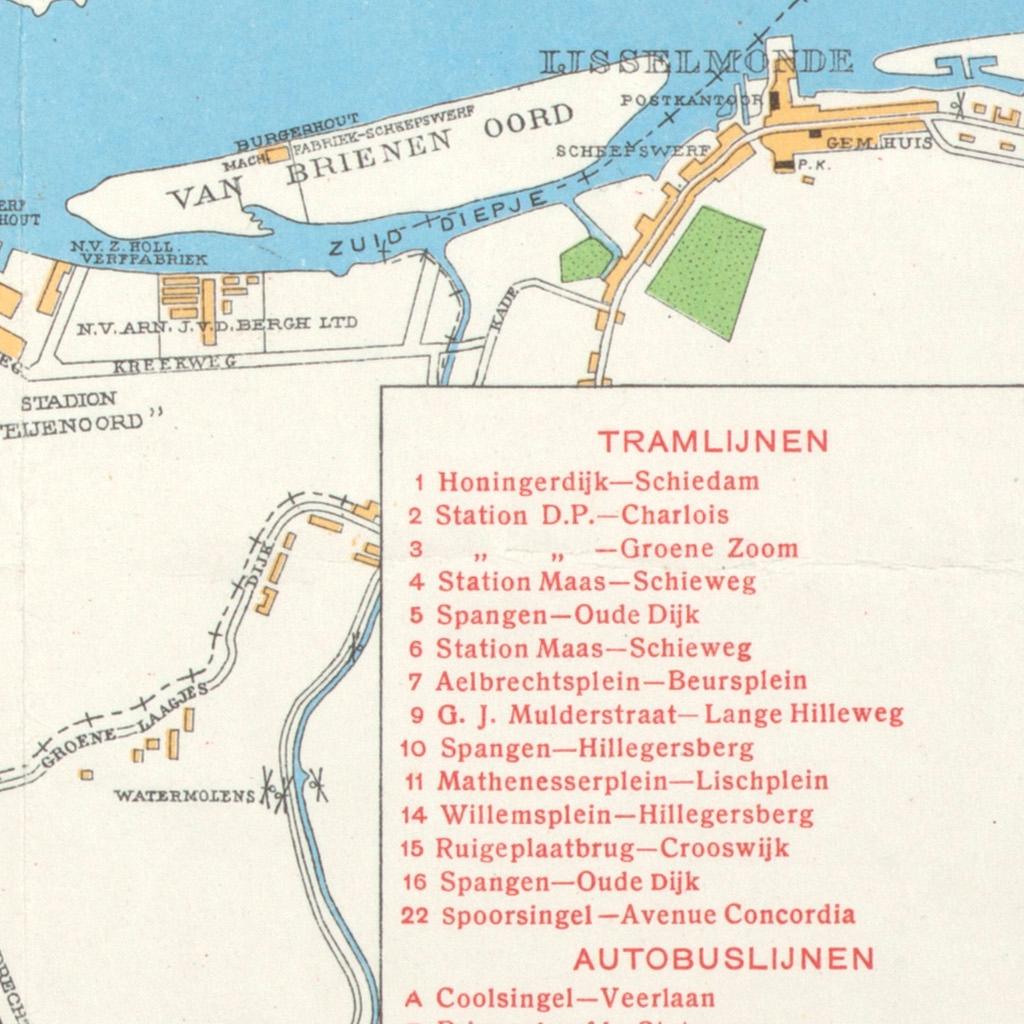 IJSSELMONDE
POSTKANTOOR
BURGERHOUT
MACH. FABRIEK-SCHEEPSWERF
VAN BRIENEN OORD
SCHEEPSWERF
GEM. HUIS
P.K.
HOUT
ZUID DIEPJE
N.V. Z. HOLL.
VERFFABRIEK
KADE
N.V. ARN. J. V. D. BERGH LTD
KREEKWEG
STADION
EIJENOORD”
DIJK
GROENE LAAGJES
WATERMOLENS
TRAMLIJNEN
1 Honingerdijk—Schiedam
2 Station D.P.—Charlois
3 „ „ —Groene Zoom
4 Station Maas—Schieweg
5 Spangen—Oude Dijk
6 Station Maas—Schieweg
7 Aelbrechtsplein—Beursplein
9 G. J. Mulderstraat—Lange Hilleweg
10 Spangen—Hillegersberg
11 Mathenesserplein—Lischplein
14 Willemsplein—Hillegersberg
15 Ruigeplaatbrug—Crooswijk
16 Spangen—Oude Dijk
22 Spoorsingel—Avenue Concordia
AUTOBUSLIJNEN
A Coolsingel—Veerlaan